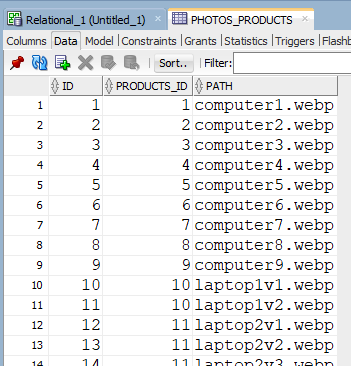 Relational_1 (Untitled_1) PHOTOS_PRODUCTS
Columns Data Model Constraints Grants Statistics Triggers Flashb
Sort.. Filter:
ID PRODUCTS_ID PATH
1 1 1 computer1.webp
2 2 2 computer2.webp
3 3 3 computer3.webp
4 4 4 computer4.webp
5 5 5 computer5.webp
6 6 6 computer6.webp
7 7 7 computer7.webp
8 8 8 computer8.webp
9 9 9 computer9.webp
10 10 10 laptop1v1.webp
11 11 10 laptop1v2.webp
12 12 11 laptop2v1.webp
13 13 11 laptop2v2.webp
14 14 11 laptop2v3.webp